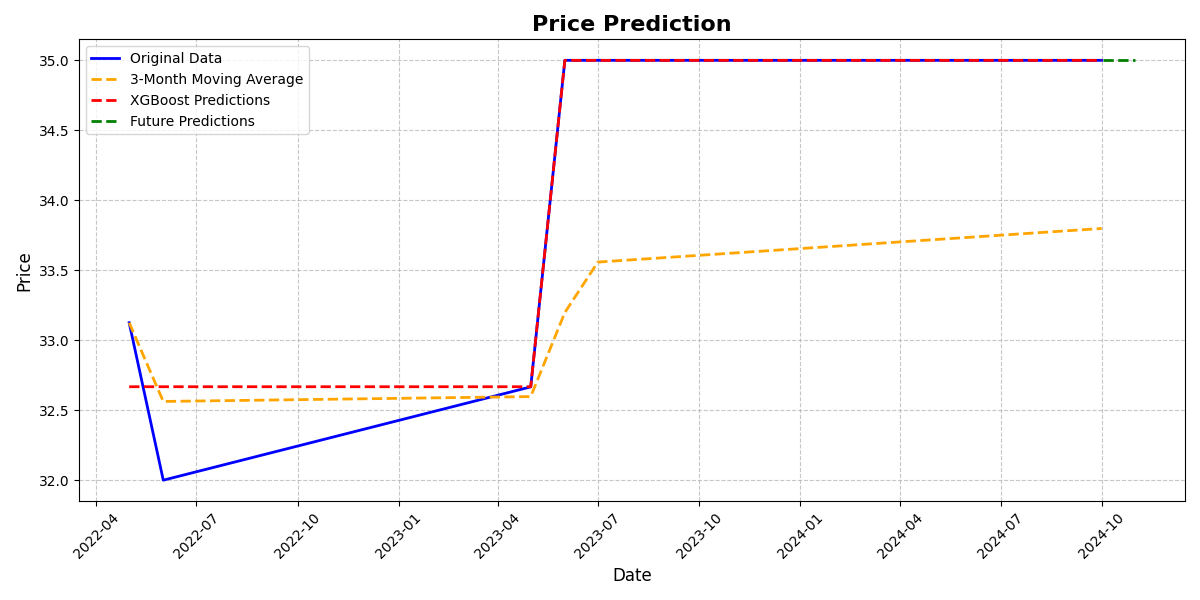 Price Prediction
Original Data
3-Month Moving Average
XGBoost Predictions
Future Predictions
35.0
34.5
34.0
33.5
33.0
32.5
32.0
Price
2022-04
2022-07
2022-10
2023-01
2023-04
2023-07
2023-10
2024-01
2024-04
2024-07
2024-10
Date